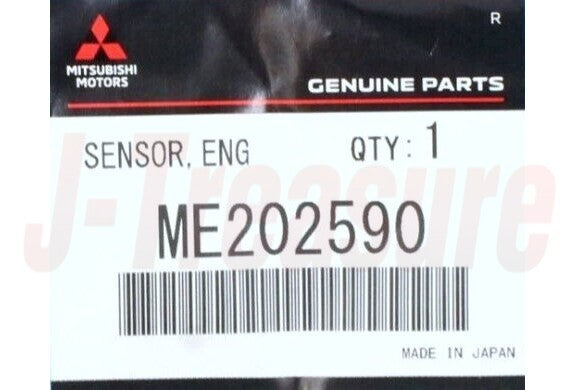 R
MITSUBISHI
MOTORS
GENUINE PARTS
SENSOR, ENG QTY: 1
J-Treasure
ME202590
MADE IN JAPAN